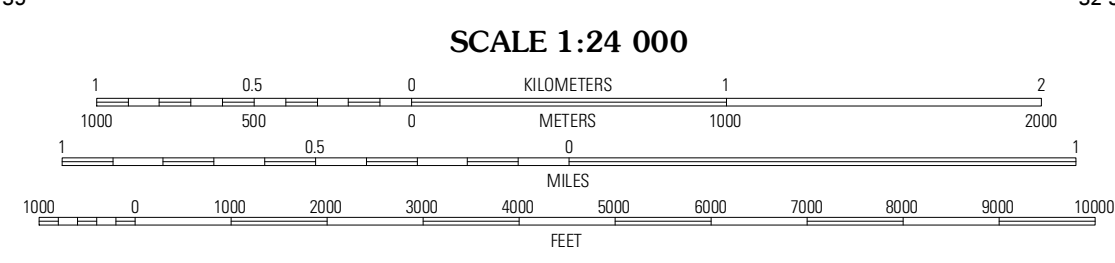 SCALE 1:24 000
1 0.5 0 KILOMETERS 1 2
1000 500 0 METERS 1000 2000
1 0.5 0 1
MILES
1000 0 1000 2000 3000 4000 5000 6000 7000 8000 9000 10000
FEET